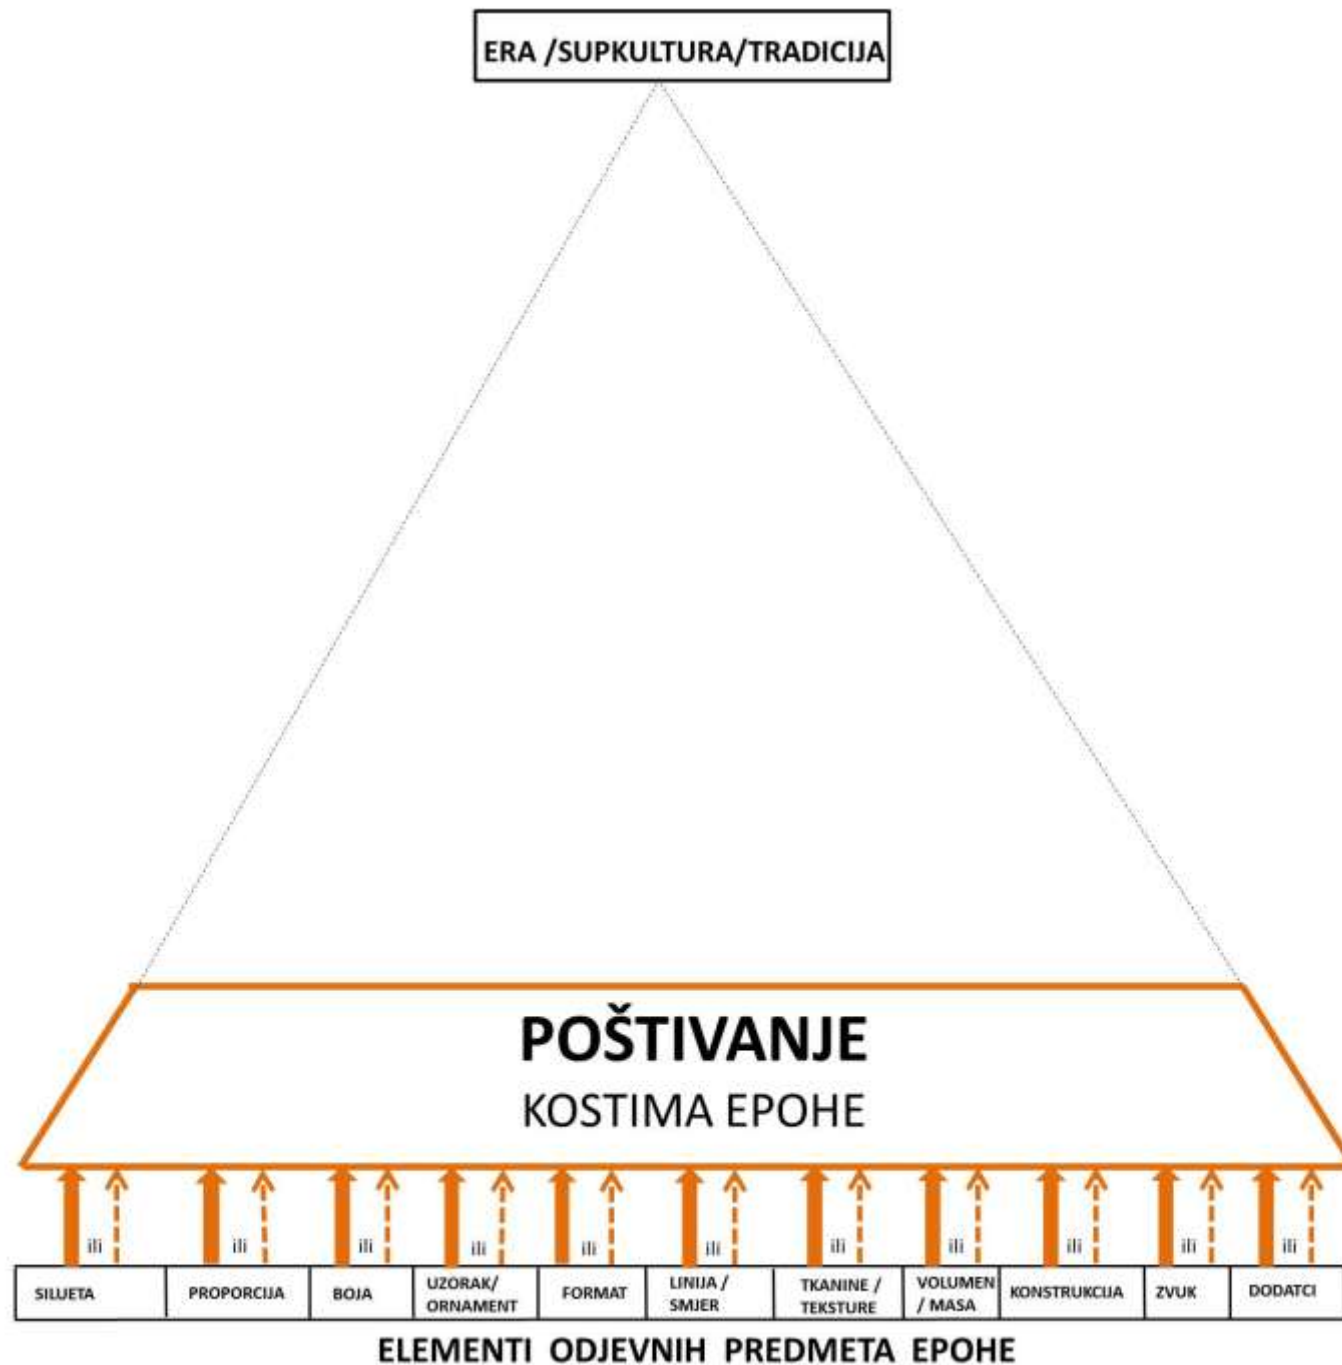 ERA /SUPKULTURA/TRADICIJA
POŠTIVANJE
KOSTIMA EPOHE
ili ili ili ili ili ili ili ili ili ili ili
SILUETA
PROPORCIJA
BOJA
UZORAK/
ORNAMENT
FORMAT
LINIJA /
SMJER
TKANINE /
TEKSTURE
VOLUMEN
/ MASA
KONSTRUKCIJA
ZVUK
DODATCI
ELEMENTI ODJEVNIH PREDMETA EPOHE